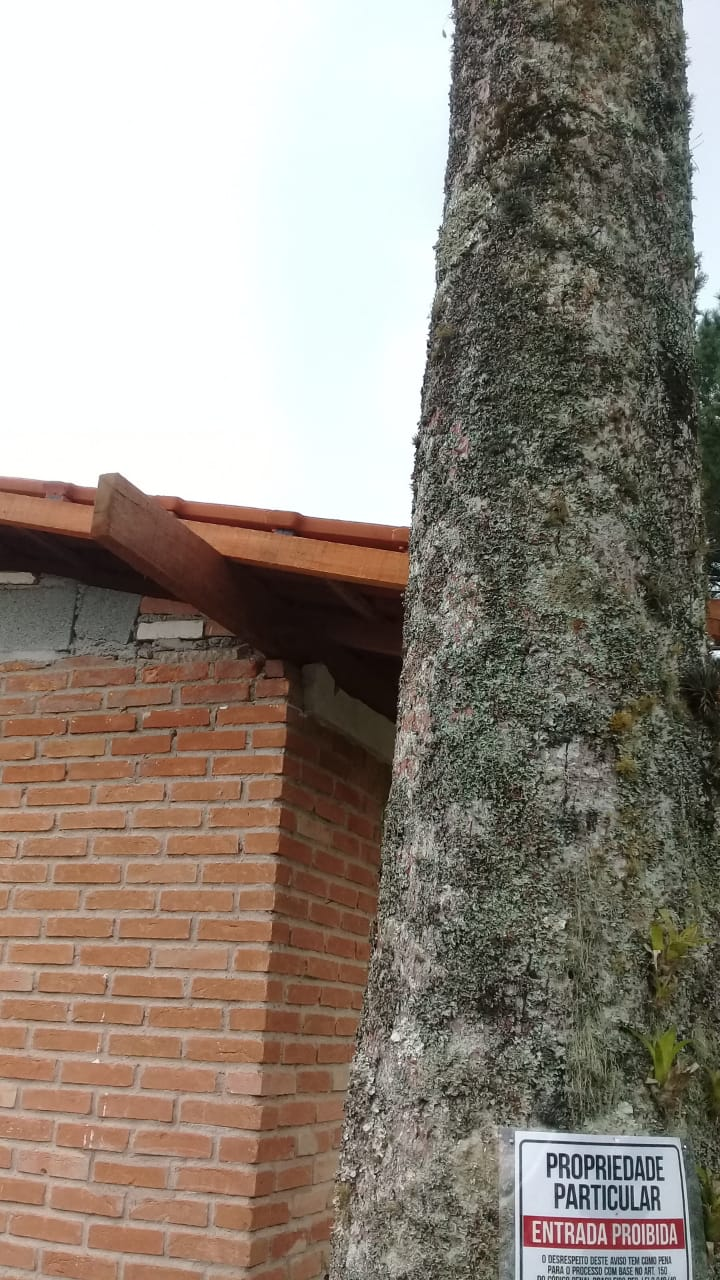 PROPRIEDADE
PARTICULAR
ENTRADA PROIBIDA
O DESRESPEITO DESTE AVISO TEM COMO PENA
PARA O PROCESSO COM BASE NO ART. 150